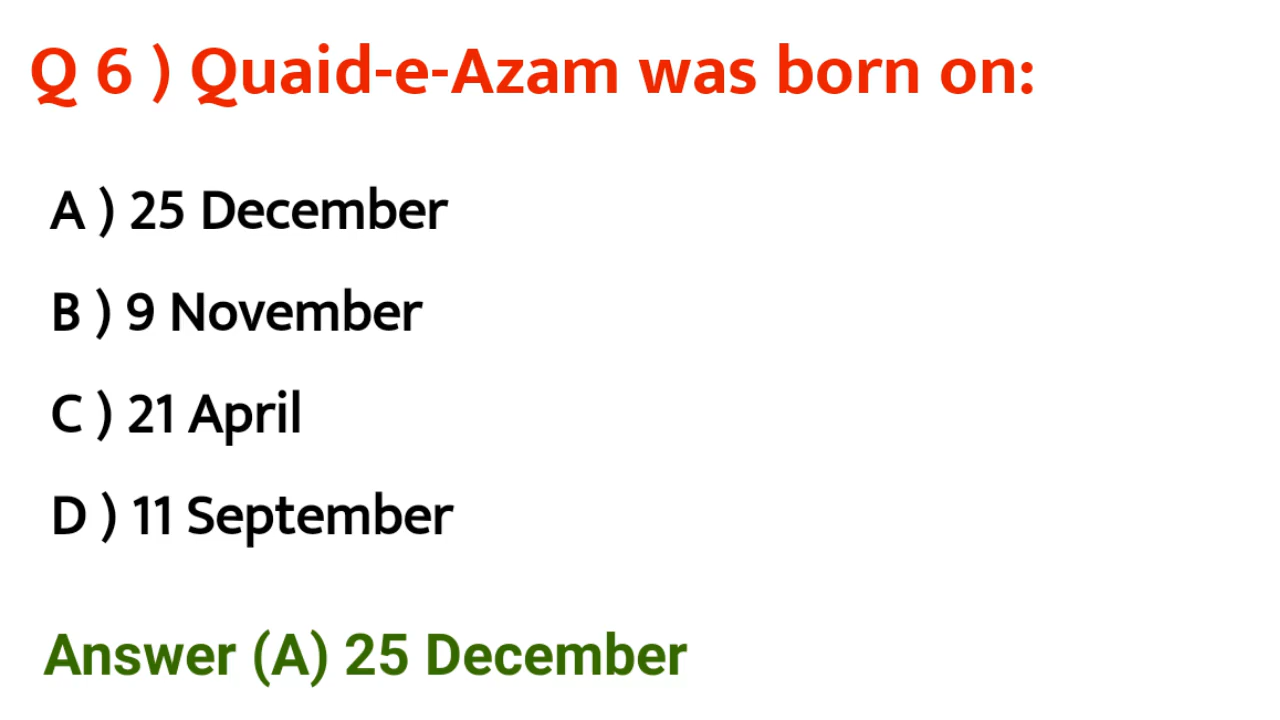 Q 6 ) Quaid-e-Azam was born on:
A ) 25 December
B ) 9 November
C ) 21 April
D ) 11 September
Answer (A) 25 December